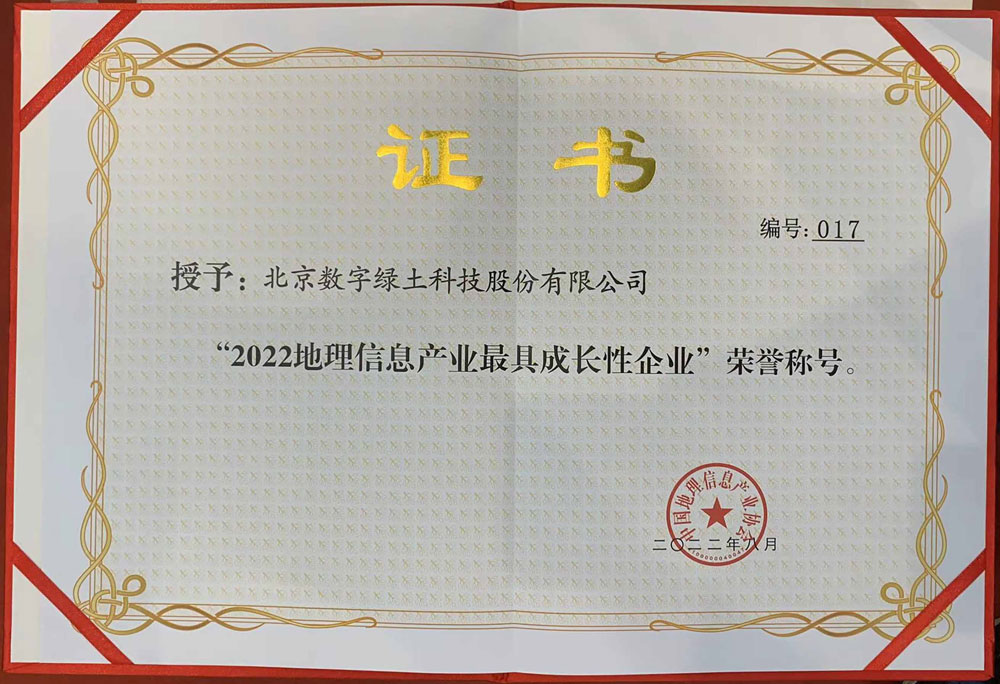 证书
编号:017
授予：北京数字绿土科技股份有限公司
“2022地理信息产业最具成长性企业”荣誉称号。
中国地理信息产业协会
二〇二二年八月